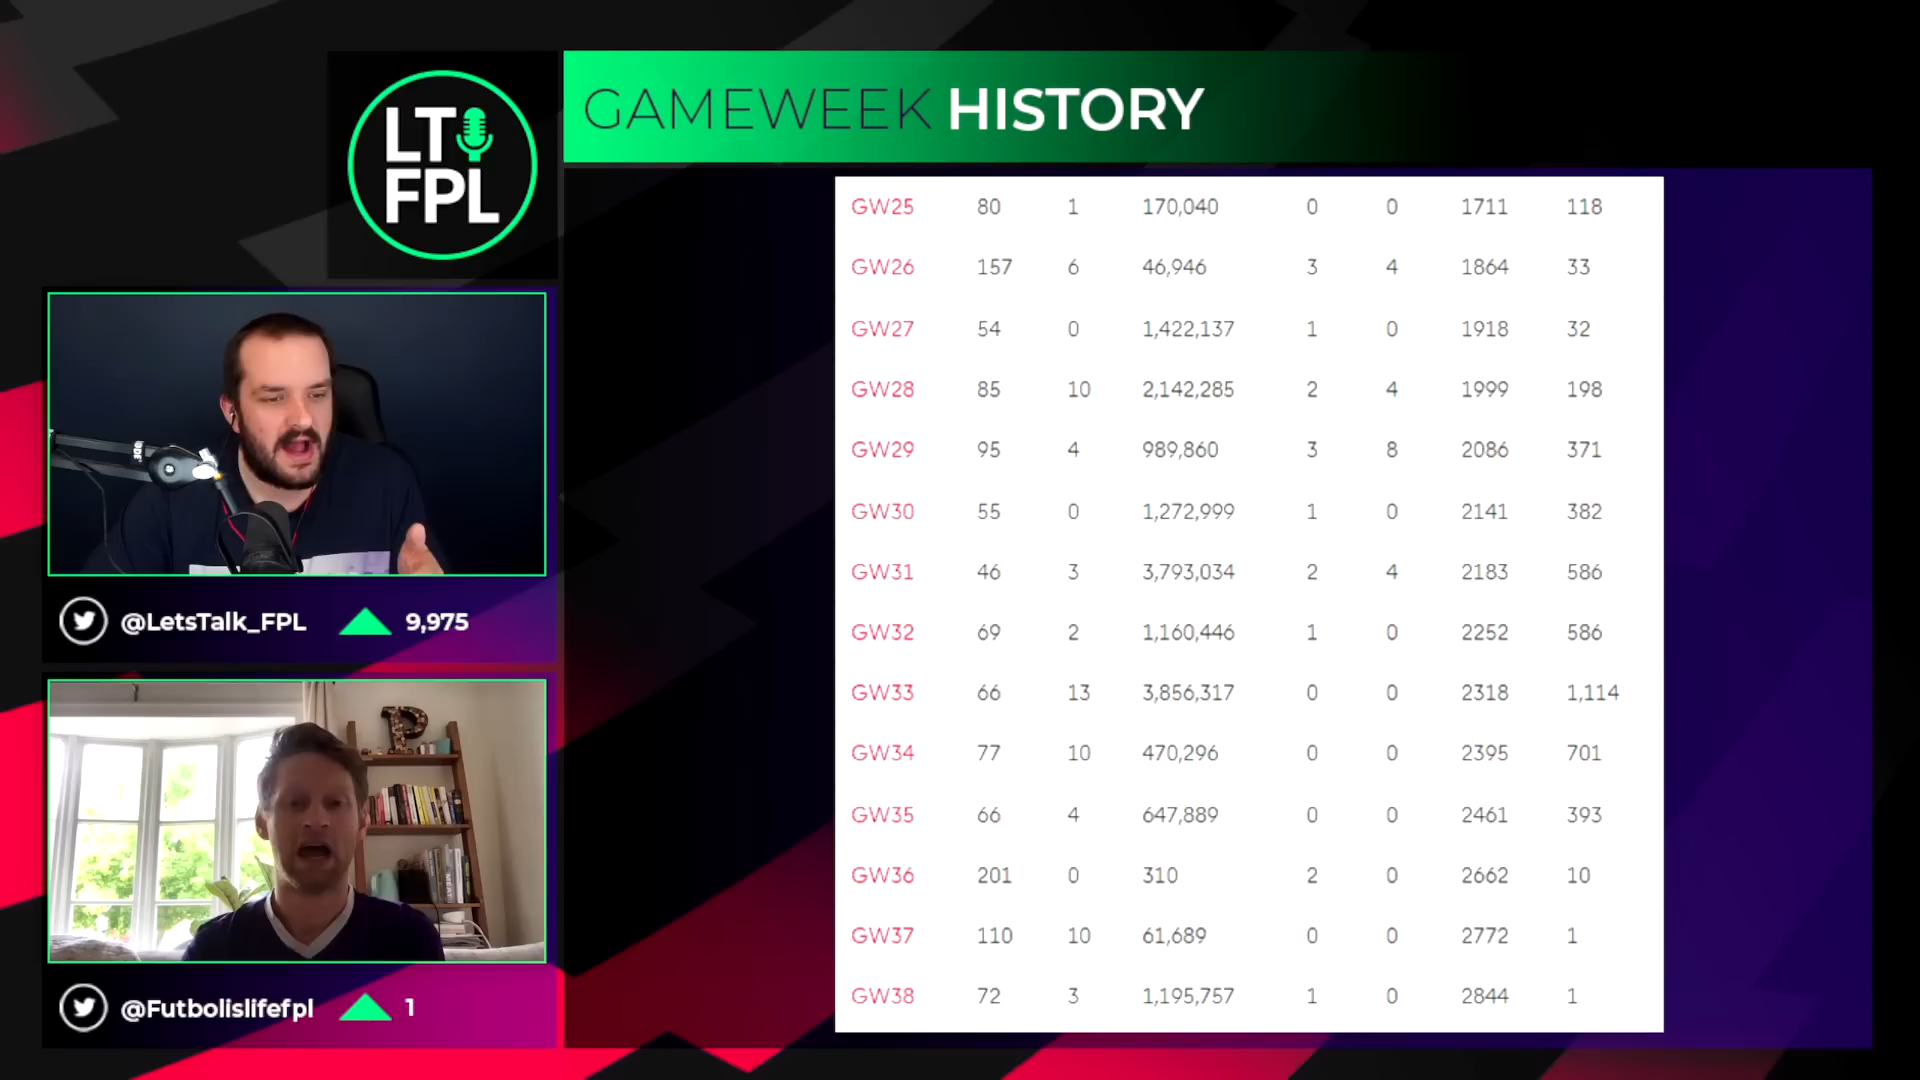 LT
FPL
GAMEWEEK HISTORY
GW25 80 1 170,040 0 0 1711 118
GW26 157 6 46,946 3 4 1864 33
GW27 54 0 1,422,137 1 0 1918 32
GW28 85 10 2,142,285 2 4 1999 198
GW29 95 4 989,860 3 8 2086 371
GW30 55 0 1,272,999 1 0 2141 382
GW31 46 3 3,793,034 2 4 2183 586
GW32 69 2 1,160,446 1 0 2252 586
GW33 66 13 3,856,317 0 0 2318 1,114
GW34 77 10 470,296 0 0 2395 701
GW35 66 4 647,889 0 0 2461 393
GW36 201 0 310 2 0 2662 10
GW37 110 10 61,689 0 0 2772 1
GW38 72 3 1,195,757 1 0 2844 1
@LetsTalk_FPL 9,975
P
@Futbolislifefpl 1